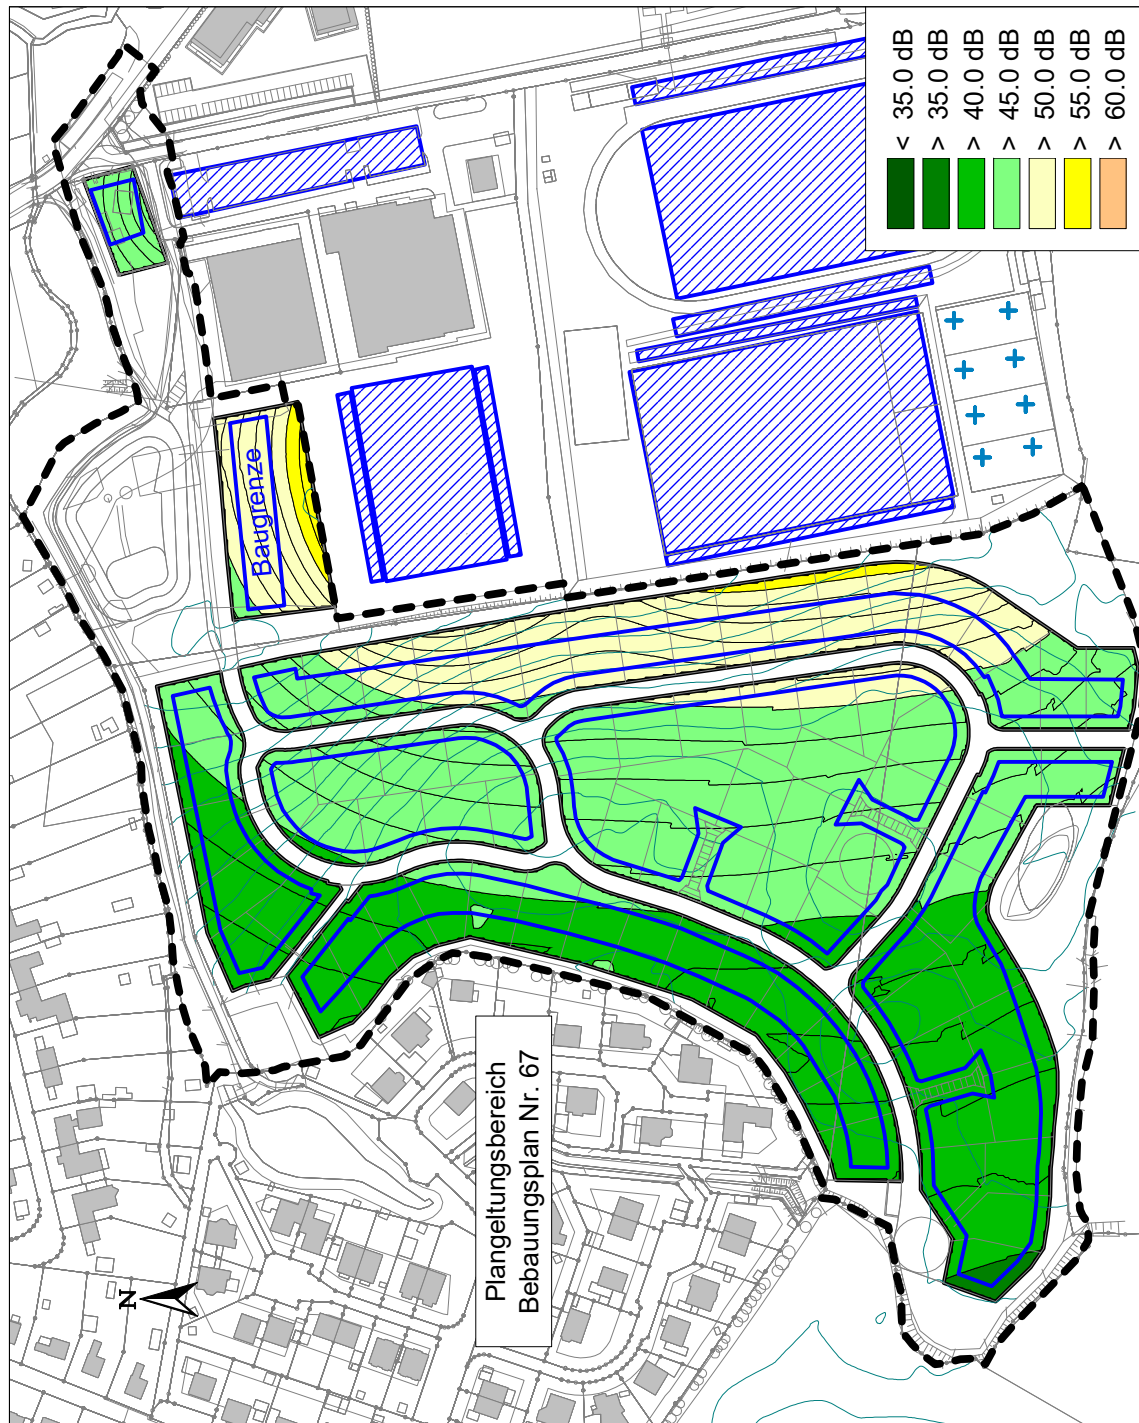 Baugrenze
N
Plangeltungsbereich
Bebauungsplan Nr. 67
< 35.0 dB
> 35.0 dB
> 40.0 dB
> 45.0 dB
> 50.0 dB
> 55.0 dB
> 60.0 dB